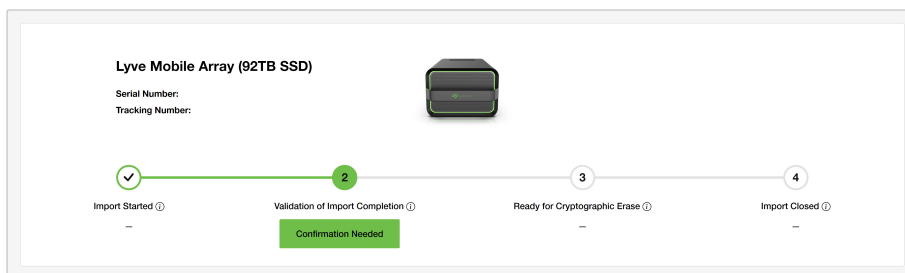 Lyve Mobile Array (92TB SSD)
Serial Number:
Tracking Number:
2
3
4
Import Started
Validation of Import Completion
Ready for Cryptographic Erase
Import Closed
–
Confirmation Needed
–
–